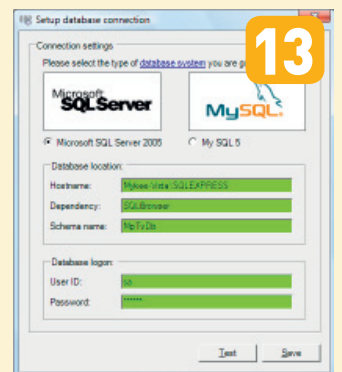 Setup database connection
13
Connection settings
Please select the type of database system you are
Microsoft
SQL Server
MySQL
Microsoft SQL Server 2005
My SQL 5
Database location:
Hostname:
SQLEXPRESS
Dependency:
SQLBrowser
Schema name:
MpTvDb
Database logon:
User ID:
sa
Password:
******
Test
Save